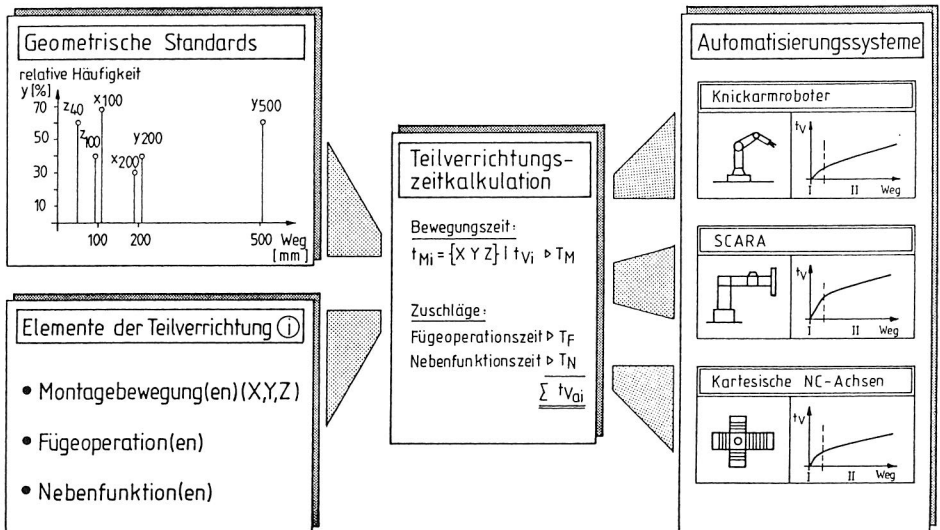 Geometrische Standards
relative Häufigkeit
y [%]
70
50
30
10
z40
z100
x100
x200
y200
y500
100
200
500
Weg
[mm]
Elemente der Teilverrichtung i
• Montagebewegung(en)(X,Y,Z)
• Fügeoperation(en)
• Nebenfunktion(en)
Teilverrichtungs-
zeitkalkulation
Bewegungszeit:
tMi = {X Y Z} i tVi ▹ TM
Zuschläge:
Fügeoperationszeit ▹ TF
Nebenfunktionszeit ▹ TN
∑ tVai
Automatisierungssysteme
Knickarmroboter
tV
I II Weg
SCARA
tV
I II Weg
Kartesische NC-Achsen
tV
I II Weg